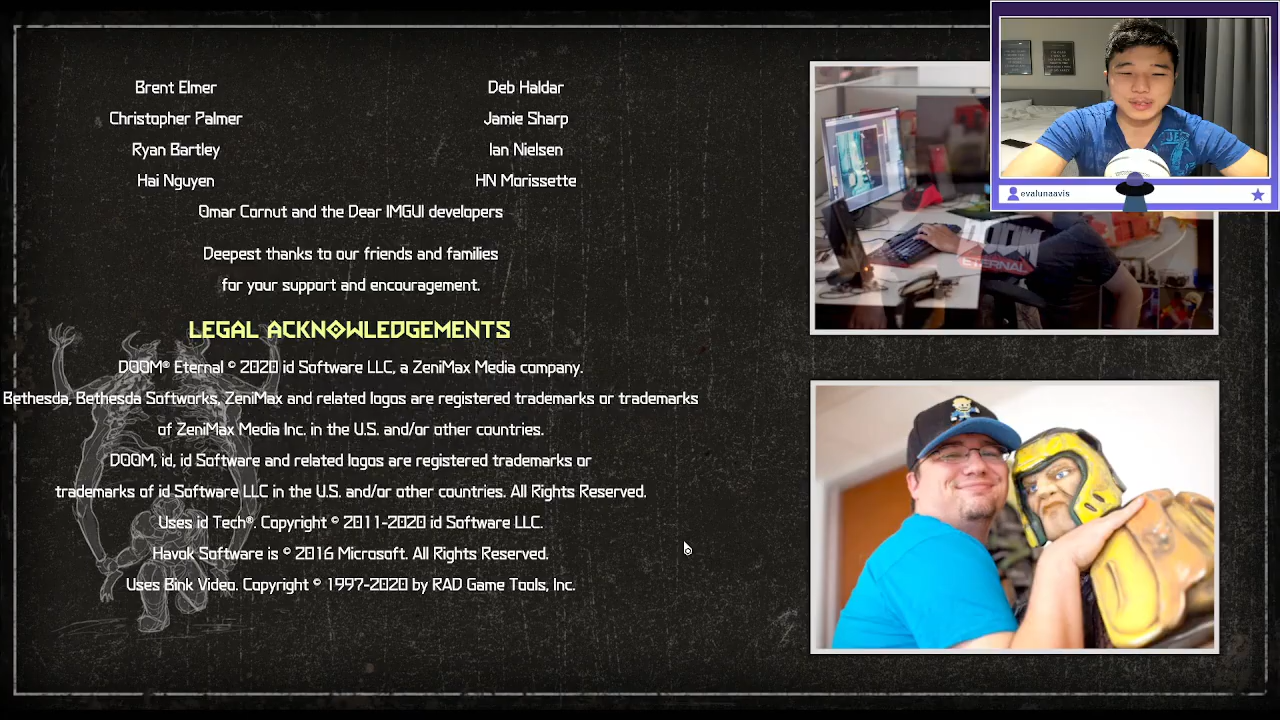 Brent Elmer
Deb Haldar
Christopher Palmer
Jamie Sharp
Ryan Bartley
Ian Nielsen
Hai Nguyen
HN Morissette
Omar Cornut and the Dear IMGUI developers
Deepest thanks to our friends and families
for your support and encouragement.
LEGAL ACKNOWLEDGEMENTS
DOOM® Eternal © 2020 id Software LLC, a ZeniMax Media company.
Bethesda, Bethesda Softworks, ZeniMax and related logos are registered trademarks or trademarks
of ZeniMax Media Inc. in the U.S. and/or other countries.
DOOM, id, id Software and related logos are registered trademarks or
trademarks of id Software LLC in the U.S. and/or other countries. All Rights Reserved.
Uses id Tech®. Copyright © 2011-2020 id Software LLC.
Havok Software is © 2016 Microsoft. All Rights Reserved.
Uses Bink Video. Copyright © 1997-2020 by RAD Game Tools, Inc.
evalunaavis
DOOM
ETERNAL